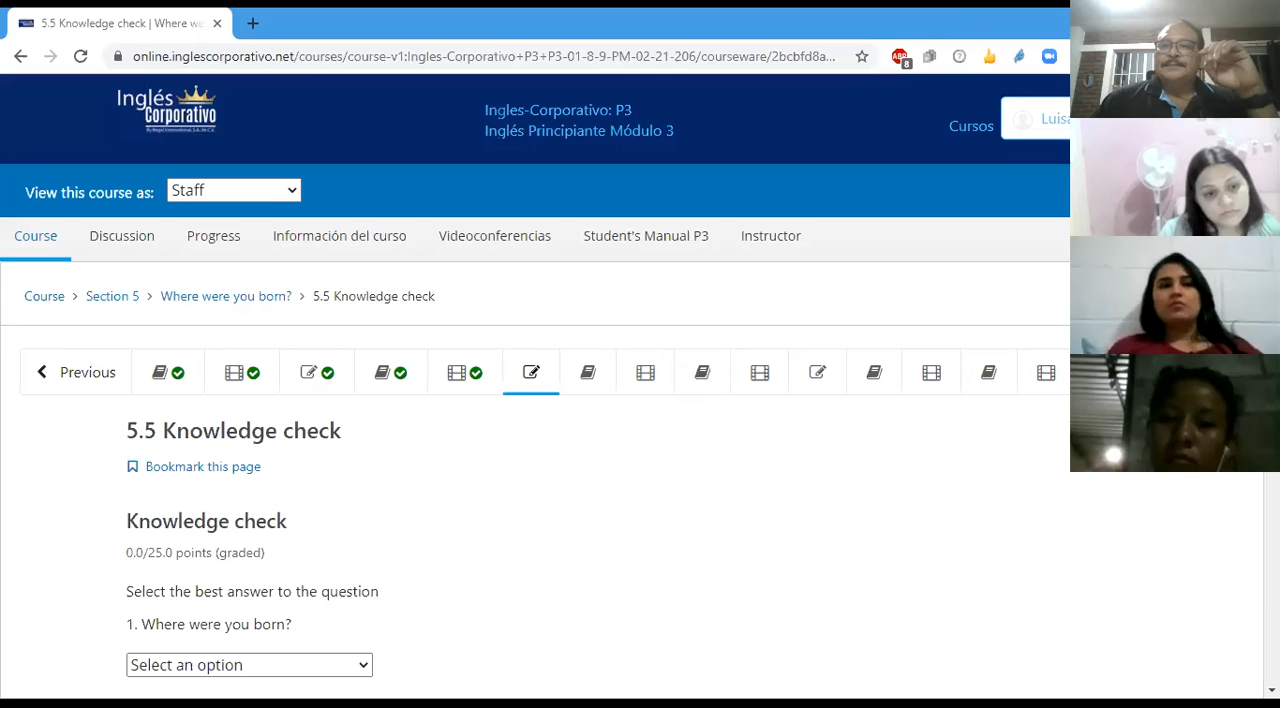 5.5 Knowledge check | Where we
online.inglescorporativo.net/courses/course-v1:Ingles-Corporativo+P3+P3-01-8-9-PM-02-21-206/courseware/2bcbfd8a...
ABP
8
Inglés
Corporativo
Ingles-Corporativo: P3
Inglés Principiante Módulo 3
Cursos
Luisa
View this course as:
Staff
Course Discussion Progress Información del curso Videoconferencias Student's Manual P3 Instructor
Course > Section 5 > Where were you born? > 5.5 Knowledge check
Previous
5.5 Knowledge check
Bookmark this page
Knowledge check
0.0/25.0 points (graded)
Select the best answer to the question
1. Where were you born?
Select an option